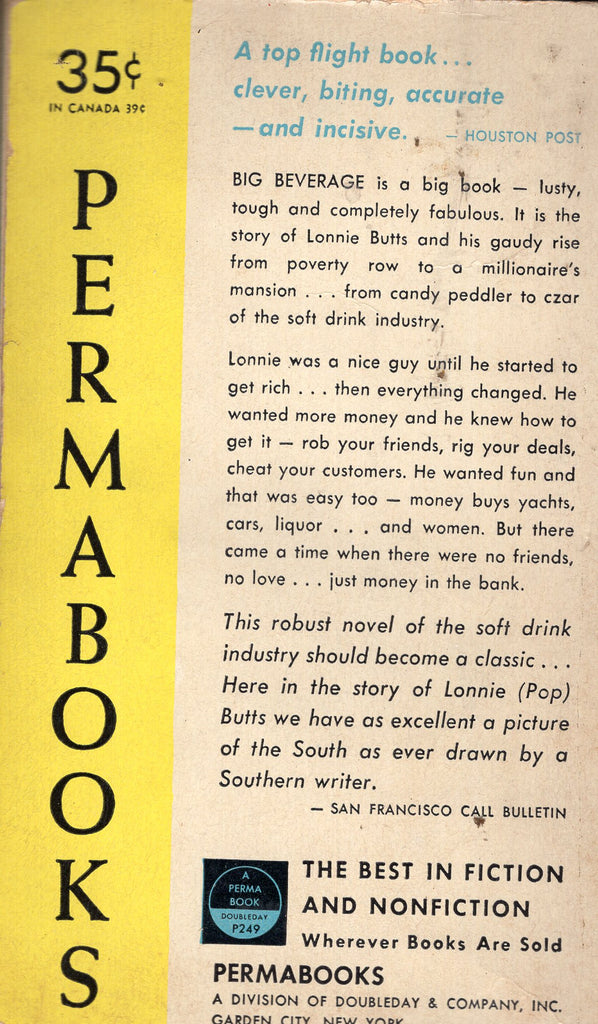 35¢
IN CANADA 39¢
PERMABOOKS
A top flight book...
clever, biting, accurate
—and incisive. — HOUSTON POST
BIG BEVERAGE is a big book — lusty,
tough and completely fabulous. It is the
story of Lonnie Butts and his gaudy rise
from poverty row to a millionaire's
mansion . . . from candy peddler to czar
of the soft drink industry.
Lonnie was a nice guy until he started to
get rich . . . then everything changed. He
wanted more money and he knew how to
get it — rob your friends, rig your deals,
cheat your customers. He wanted fun and
that was easy too — money buys yachts,
cars, liquor . . . and women. But there
came a time when there were no friends,
no love . . . just money in the bank.
This robust novel of the soft drink
industry should become a classic . . .
Here in the story of Lonnie (Pop)
Butts we have as excellent a picture
of the South as ever drawn by a
Southern writer.
— SAN FRANCISCO CALL BULLETIN
A
PERMA
BOOK
DOUBLEDAY
P249
THE BEST IN FICTION
AND NONFICTION
Wherever Books Are Sold
PERMABOOKS
A DIVISION OF DOUBLEDAY & COMPANY, INC.
GARDEN CITY, NEW YORK